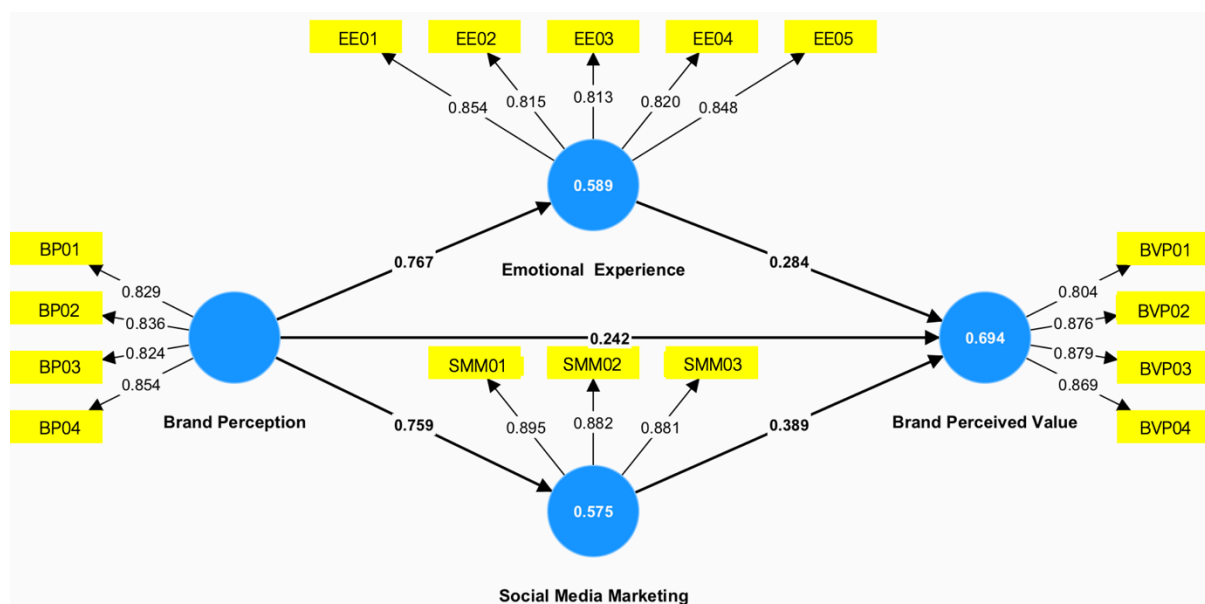 EE01
EE02
EE03
EE04
EE05
0.854
0.815
0.813
0.820
0.848
0.589
Emotional Experience
BP01
BP02
BP03
BP04
0.829
0.836
0.824
0.854
Brand Perception
0.767
0.284
0.242
0.759
0.389
SMM01
SMM02
SMM03
0.895
0.882
0.881
0.575
Social Media Marketing
0.694
Brand Perceived Value
0.804
0.876
0.879
0.869
BVP01
BVP02
BVP03
BVP04